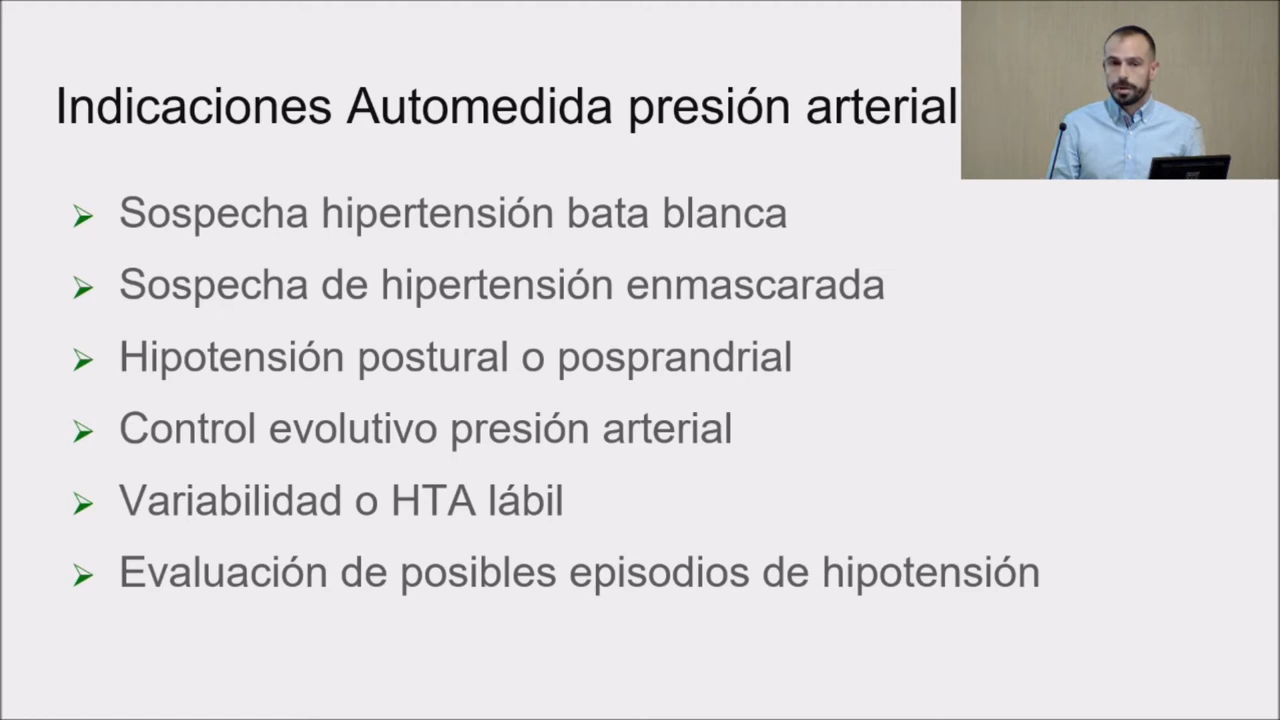 Indicaciones Automedida presión arterial
Sospecha hipertensión bata blanca
Sospecha de hipertensión enmascarada
Hipotensión postural o posprandrial
Control evolutivo presión arterial
Variabilidad o HTA lábil
Evaluación de posibles episodios de hipotensión